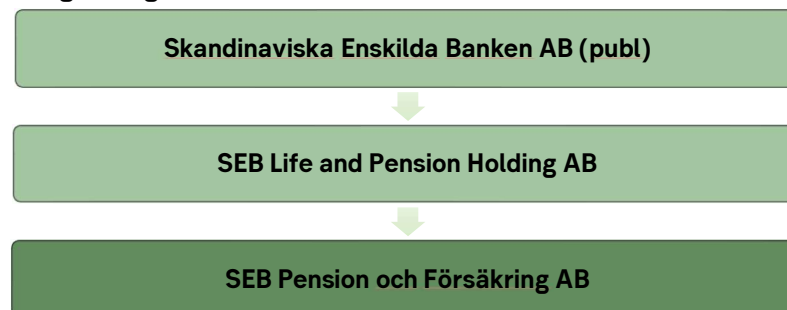 Skandinaviska Enskilda Banken AB (publ)
SEB Life and Pension Holding AB
SEB Pension och Försäkring AB